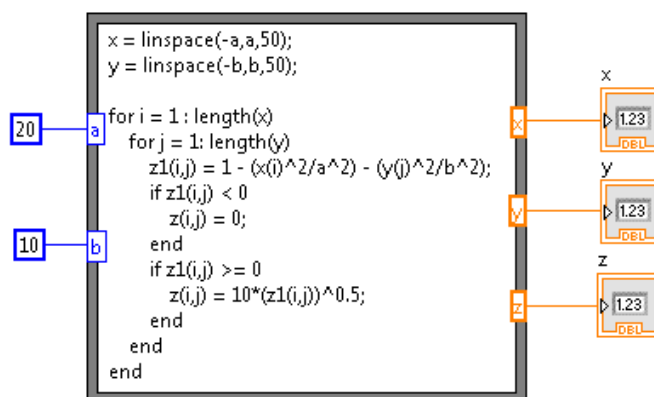 x = linspace(-a,a,50);
y = linspace(-b,b,50);
for i = 1 : length(x)
for j = 1: length(y)
z1(i,j) = 1 - (x(i)^2/a^2) - (y(j)^2/b^2);
if z1(i,j) < 0
z(i,j) = 0;
end
if z1(i,j) >= 0
z(i,j) = 10*(z1(i,j))^0.5;
end
end
end
20
a
10
b
x
y
z
x
1.23
DBL
y
1.23
DBL
z
1.23
DBL